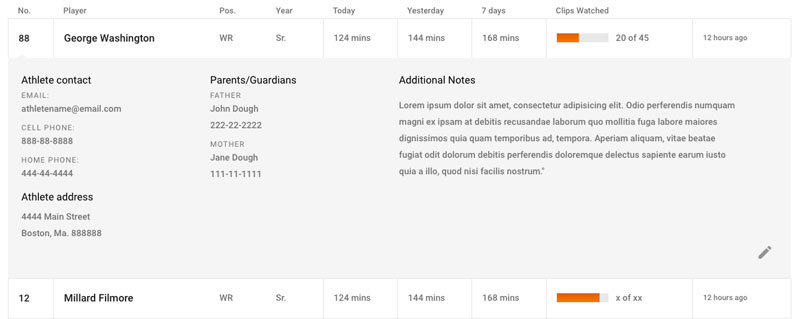 No. Player Pos. Year Today Yesterday 7 days Clips Watched
88 George Washington WR Sr. 124 mins 144 mins 168 mins 20 of 45 12 hours ago
Athlete contact
EMAIL:
athletename@email.com
CELL PHONE:
888-88-8888
HOME PHONE:
444-44-4444
Athlete address
4444 Main Street
Boston, Ma. 888888
Parents/Guardians
FATHER
John Dough
222-22-2222
MOTHER
Jane Dough
111-11-1111
Additional Notes
Lorem ipsum dolor sit amet, consectetur adipisicing elit. Odio perferendis numquam
magni ex ipsam at debitis recusandae laborum quo mollitia fuga labore maiores
dignissimos quia quam temporibus ad, tempora. Aperiam aliquam, vitae beatae
fugiat odit dolorum debitis perferendis doloremque delectus sapiente earum iusto
quia a illo, quod nisi facilis nostrum."
12 Millard Filmore WR Sr. 124 mins 144 mins 168 mins x of xx 12 hours ago